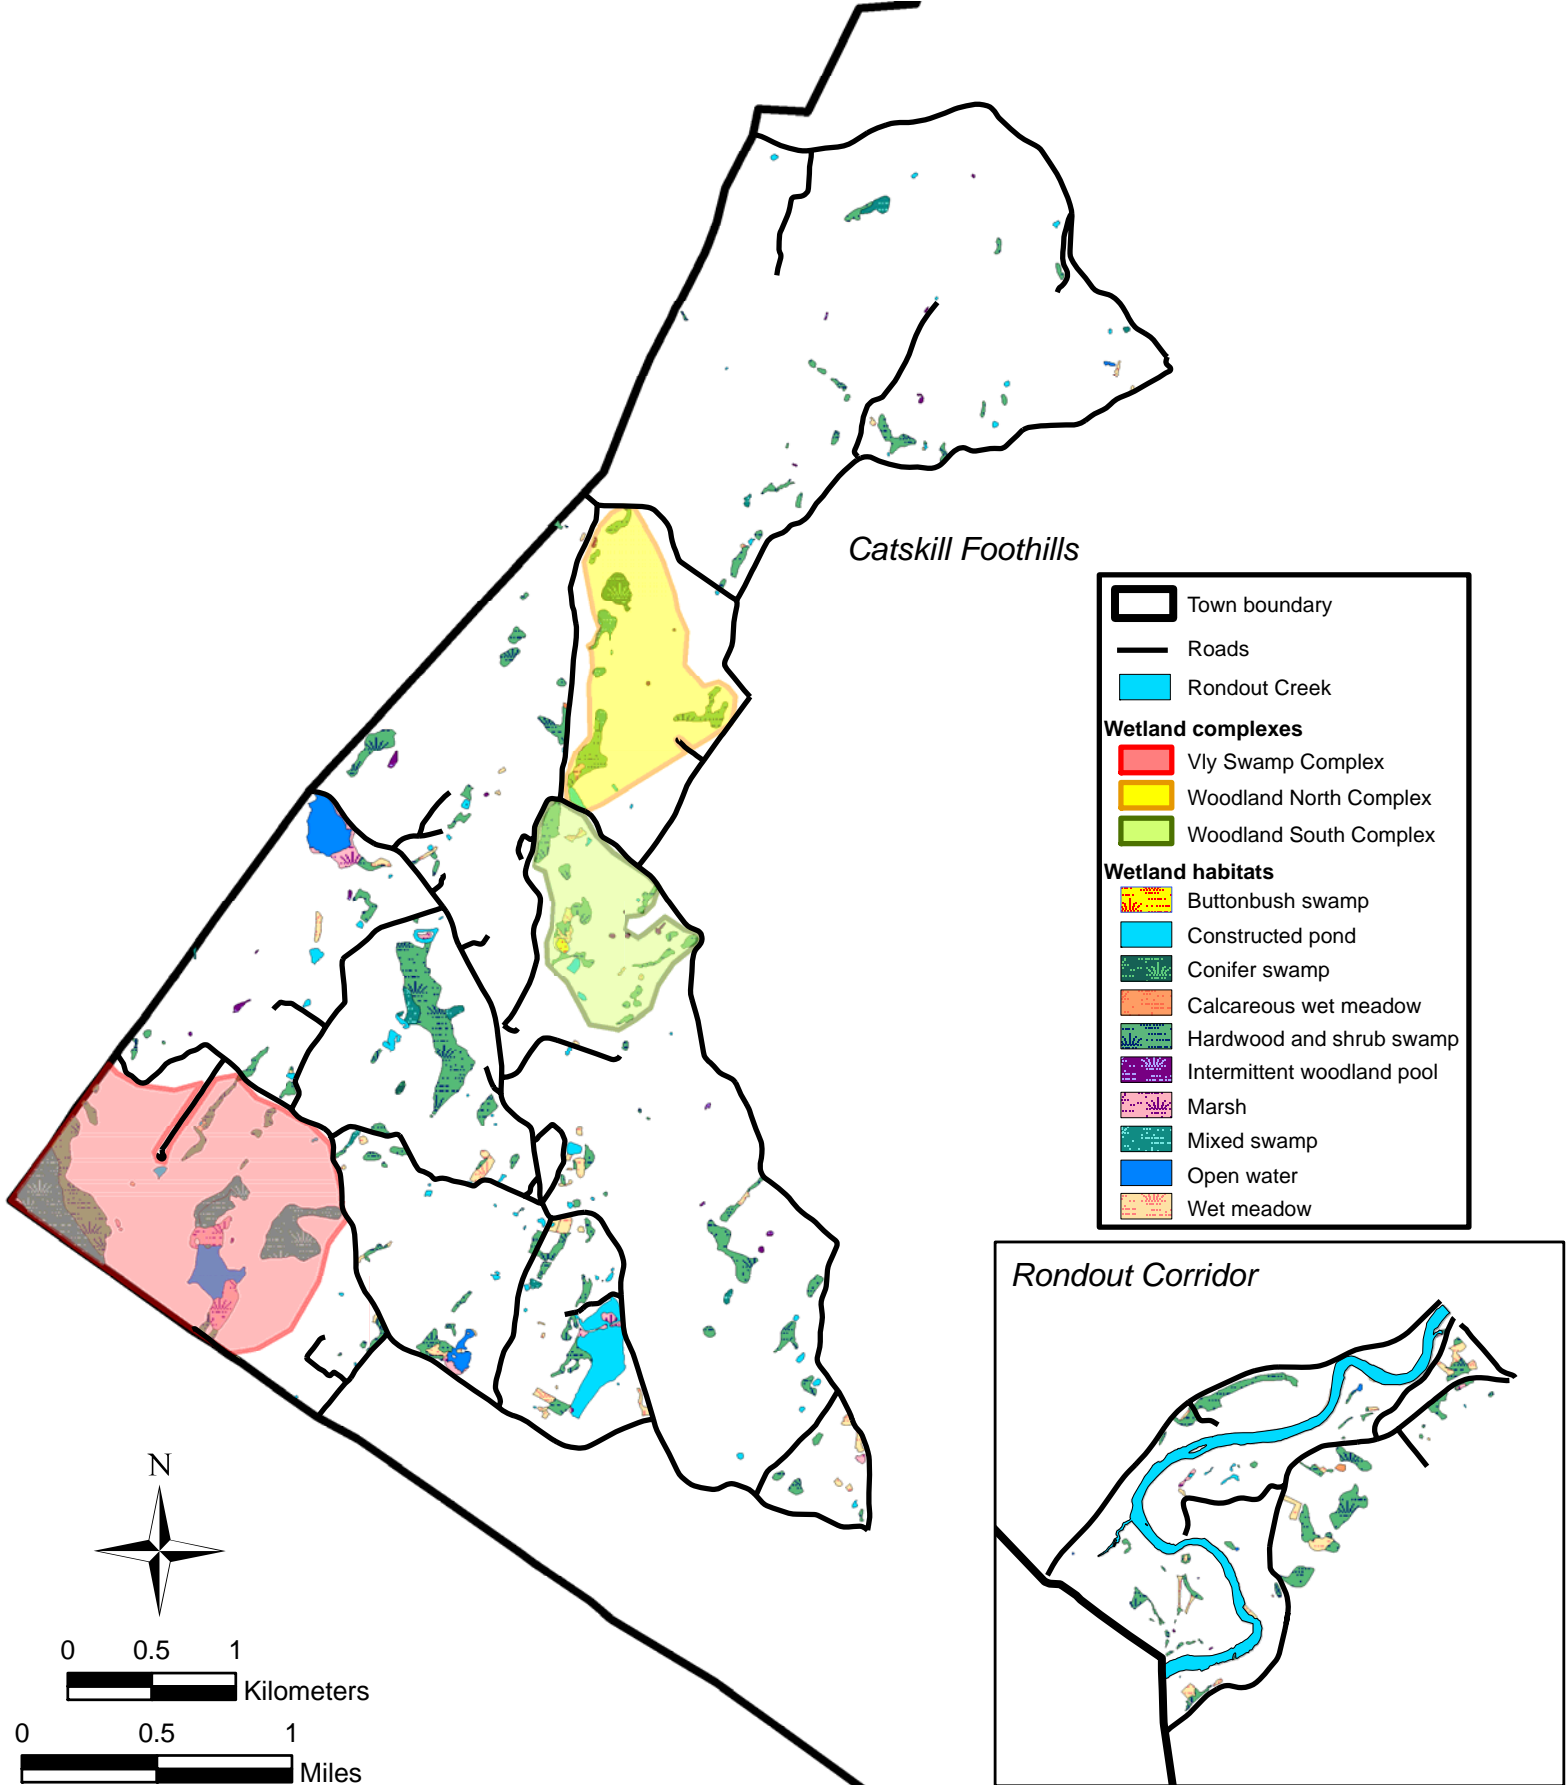 Catskill Foothills
Town boundary
Roads
Rondout Creek
Wetland complexes
Vly Swamp Complex
Woodland North Complex
Woodland South Complex
Wetland habitats
Buttonbush swamp
Constructed pond
Conifer swamp
Calcareous wet meadow
Hardwood and shrub swamp
Intermittent woodland pool
Marsh
Mixed swamp
Open water
Wet meadow
Rondout Corridor
N
0 0.5 1
Kilometers
0 0.5 1
Miles